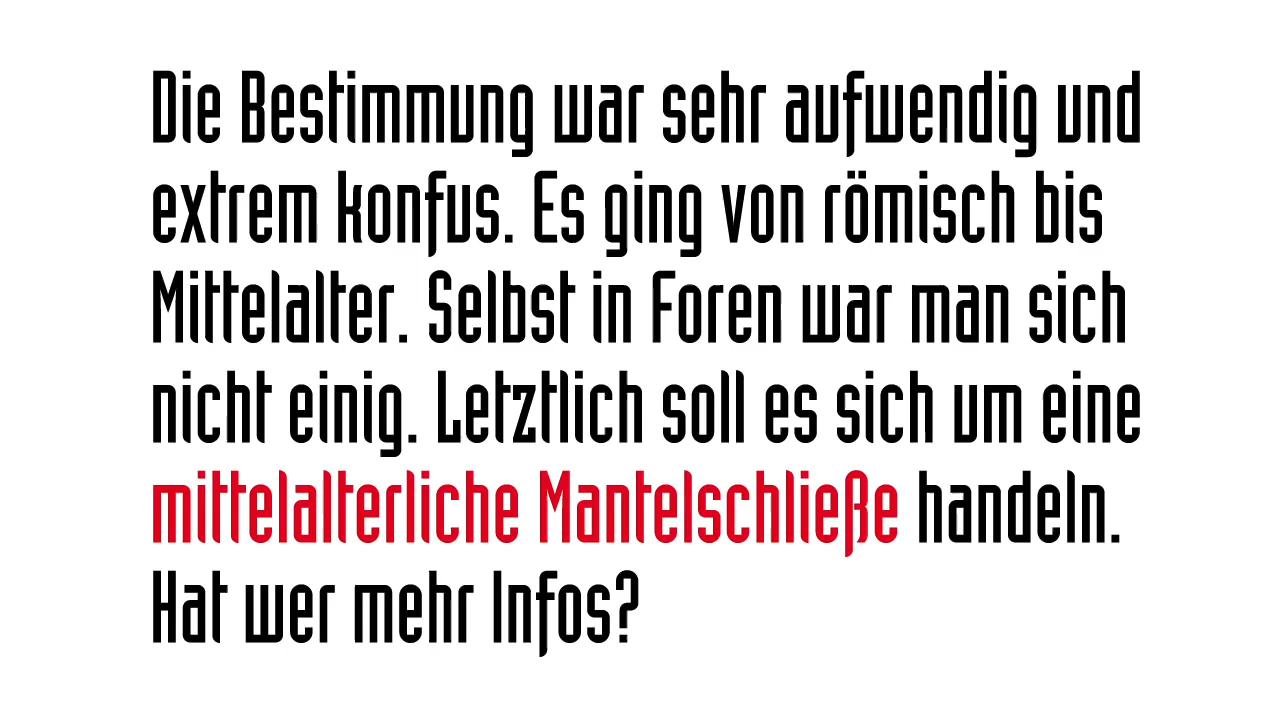 Die Bestimmung war sehr aufwendig und
extrem konfus. Es ging von römisch bis
Mittelalter. Selbst in Foren war man sich
nicht einig. Letztlich soll es sich um eine
mittelalterliche Mantelschließe handeln.
Hat wer mehr Infos?